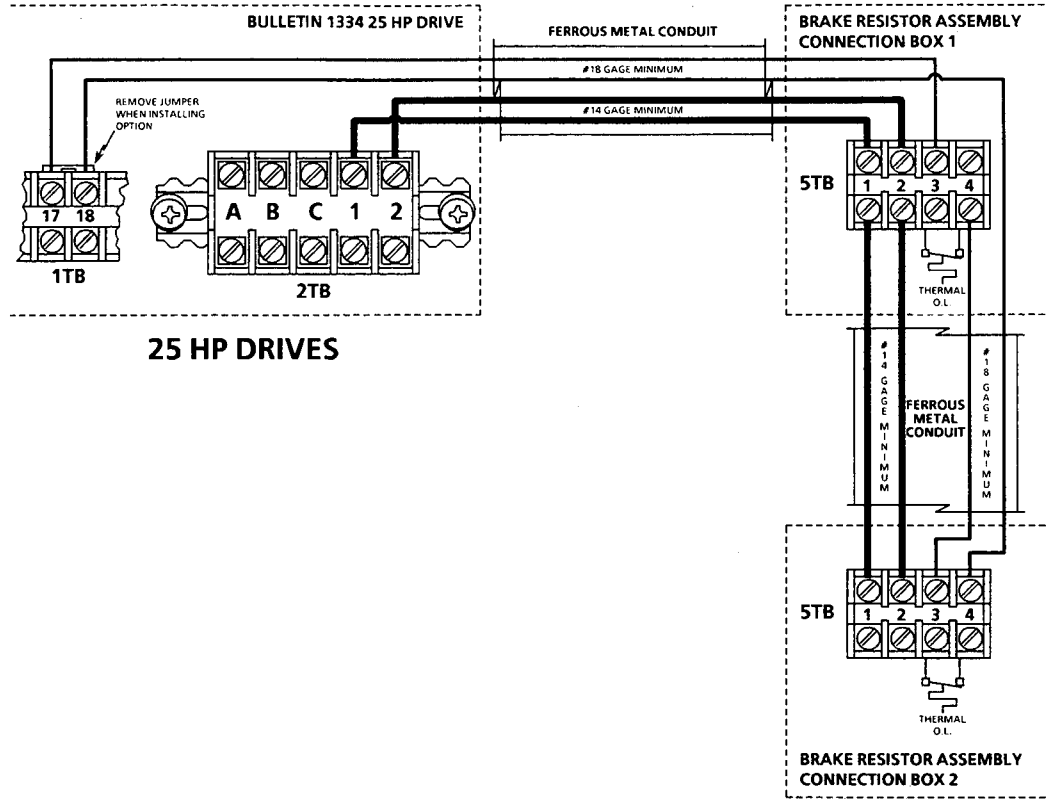 BULLETIN 1334 25 HP DRIVE
FERROUS METAL CONDUIT
BRAKE RESISTOR ASSEMBLY
CONNECTION BOX 1
#18 GAGE MINIMUM
REMOVE JUMPER
WHEN INSTALLING
OPTION
#14 GAGE MINIMUM
17 18
1TB
A B C 1 2
2TB
5TB
1 2 3 4
THERMAL
O.L.
25 HP DRIVES
#14 GAGE MINIMUM
FERROUS
METAL
CONDUIT
#18 GAGE MINIMUM
5TB
1 2 3 4
THERMAL
O.L.
BRAKE RESISTOR ASSEMBLY
CONNECTION BOX 2